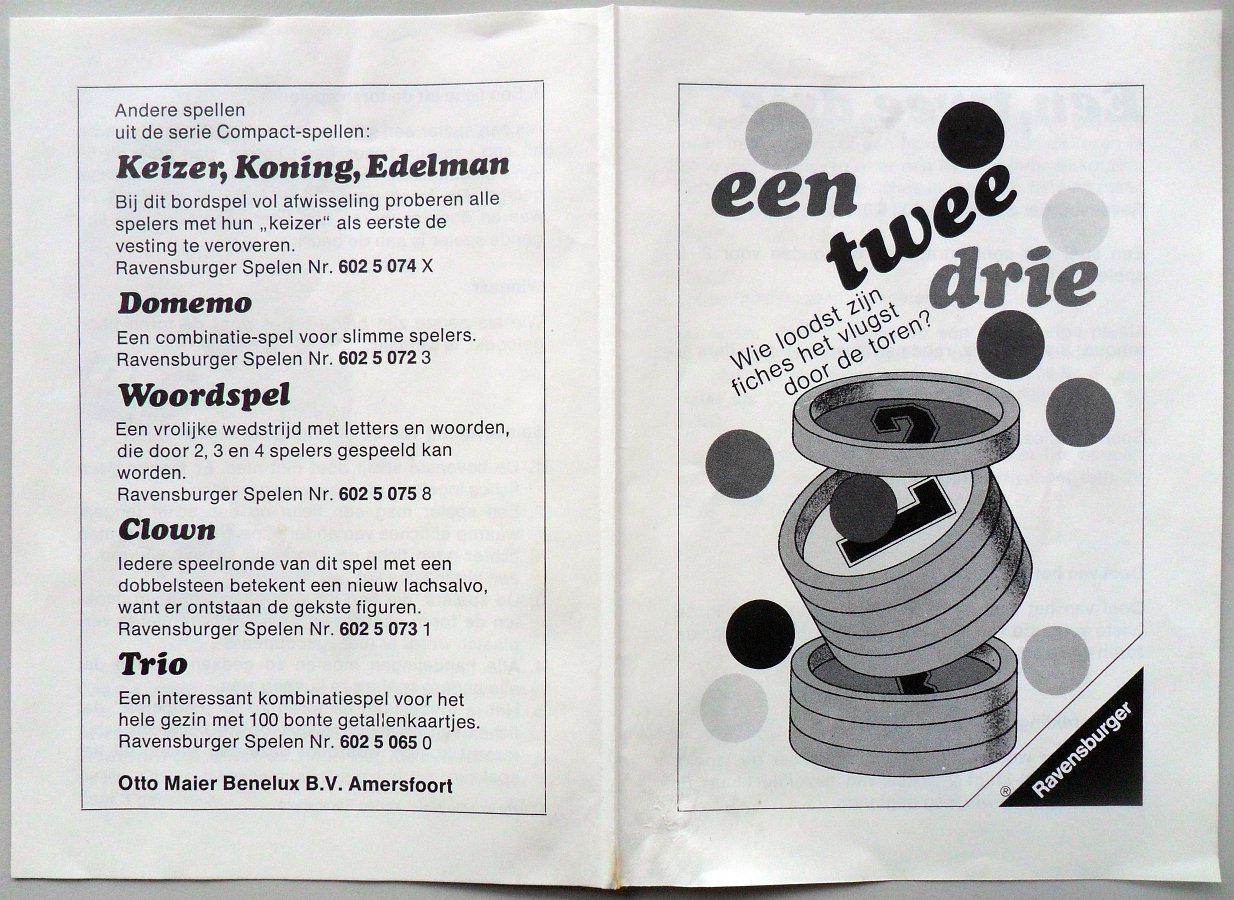 Andere spellen
uit de serie Compact-spellen:
Keizer, Koning, Edelman
Bij dit bordspel vol afwisseling proberen alle
spelers met hun „keizer“ als eerste de
vesting te veroveren.
Ravensburger Spelen Nr. 602 5 074 X
Domemo
Een combinatie-spel voor slimme spelers.
Ravensburger Spelen Nr. 602 5 072 3
Woordspel
Een vrolijke wedstrijd met letters en woorden,
die door 2, 3 en 4 spelers gespeeld kan
worden.
Ravensburger Spelen Nr. 602 5 075 8
Clown
Iedere speelronde van dit spel met een
dobbelsteen betekent een nieuw lachsalvo,
want er ontstaan de gekste figuren.
Ravensburger Spelen Nr. 602 5 073 1
Trio
Een interessant kombinatiespel voor het
hele gezin met 100 bonte getallenkaartjes.
Ravensburger Spelen Nr. 602 5 065 0
Otto Maier Benelux B.V. Amersfoort
een
twee
drie
Wie loodst zijn
fiches het vlugst
door de toren?
2
1
® Ravensburger